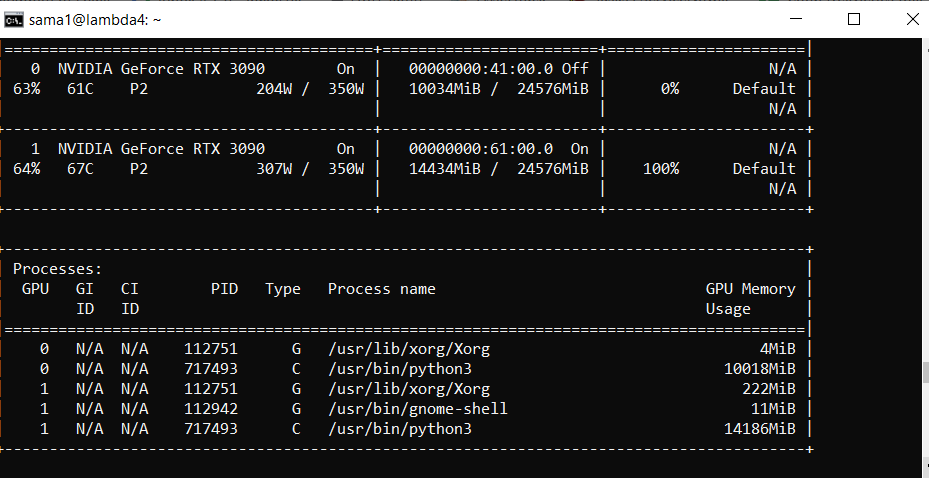 sama1@lambda4: ~
|=========================================+========================+======================|
|   0  NVIDIA GeForce RTX 3090        On  |   00000000:41:00.0 Off |                  N/A |
| 63%   61C    P2            204W /  350W |   10034MiB /  24576MiB |      0%      Default |
|                                         |                        |                  N/A |
+-----------------------------------------+------------------------+----------------------+
|   1  NVIDIA GeForce RTX 3090        On  |   00000000:61:00.0  On |                  N/A |
| 64%   67C    P2            307W /  350W |   14434MiB /  24576MiB |    100%      Default |
|                                         |                        |                  N/A |
+-----------------------------------------+------------------------+----------------------+
+-----------------------------------------------------------------------------------------+
| Processes:                                                                              |
|  GPU   GI   CI        PID   Type   Process name                              GPU Memory |
|        ID   ID                                                               Usage      |
|=========================================================================================|
|    0   N/A  N/A    112751      G   /usr/lib/xorg/Xorg                              4MiB |
|    0   N/A  N/A    717493      C   /usr/bin/python3                            10018MiB |
|    1   N/A  N/A    112751      G   /usr/lib/xorg/Xorg                            222MiB |
|    1   N/A  N/A    112942      G   /usr/bin/gnome-shell                           11MiB |
|    1   N/A  N/A    717493      C   /usr/bin/python3                            14186MiB |
+-----------------------------------------------------------------------------------------+